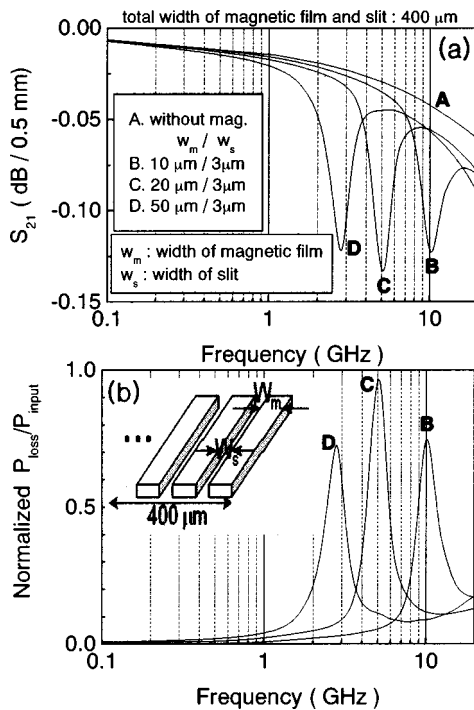 total width of magnetic film and slit : 400 μm
0.00
(a)
A
A. without mag.
w_m / w_s
B. 10 μm / 3μm
C. 20 μm / 3μm
D. 50 μm / 3μm
w_m : width of magnetic film
w_s : width of slit
S_21 ( dB / 0.5 mm)
-0.05
-0.10
-0.15
D
C
B
0.1
1
10
Frequency ( GHz )
1.0
(b)
W_m
W_s
400 μm
C
B
D
Normalized P_loss/P_input
0.5
0.0
0.1
1
10
Frequency ( GHz )